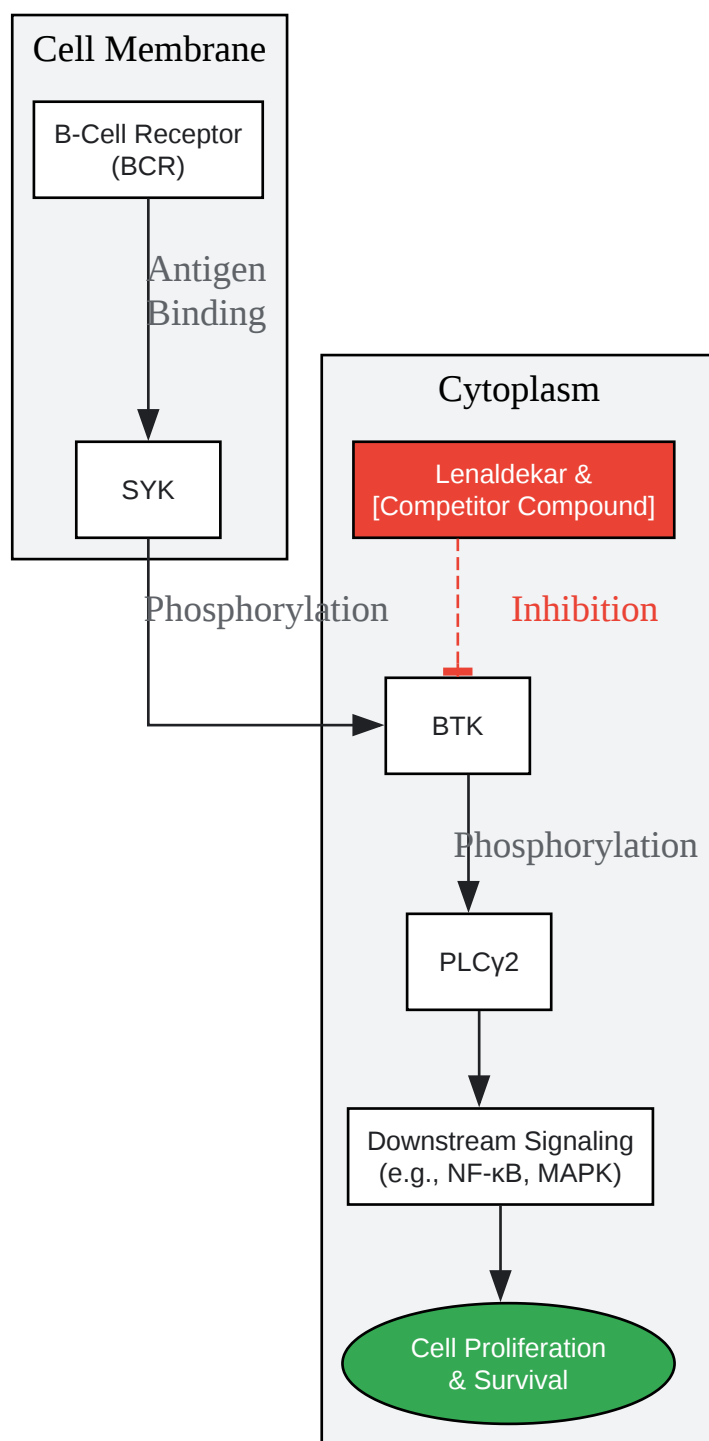 Cell Membrane
B-Cell Receptor
(BCR)
Antigen
Binding
SYK
Phosphorylation
Cytoplasm
Lenaldekar &
[Competitor Compound]
Inhibition
BTK
Phosphorylation
PLCγ2
Downstream Signaling
(e.g., NF-κB, MAPK)
Cell Proliferation
& Survival